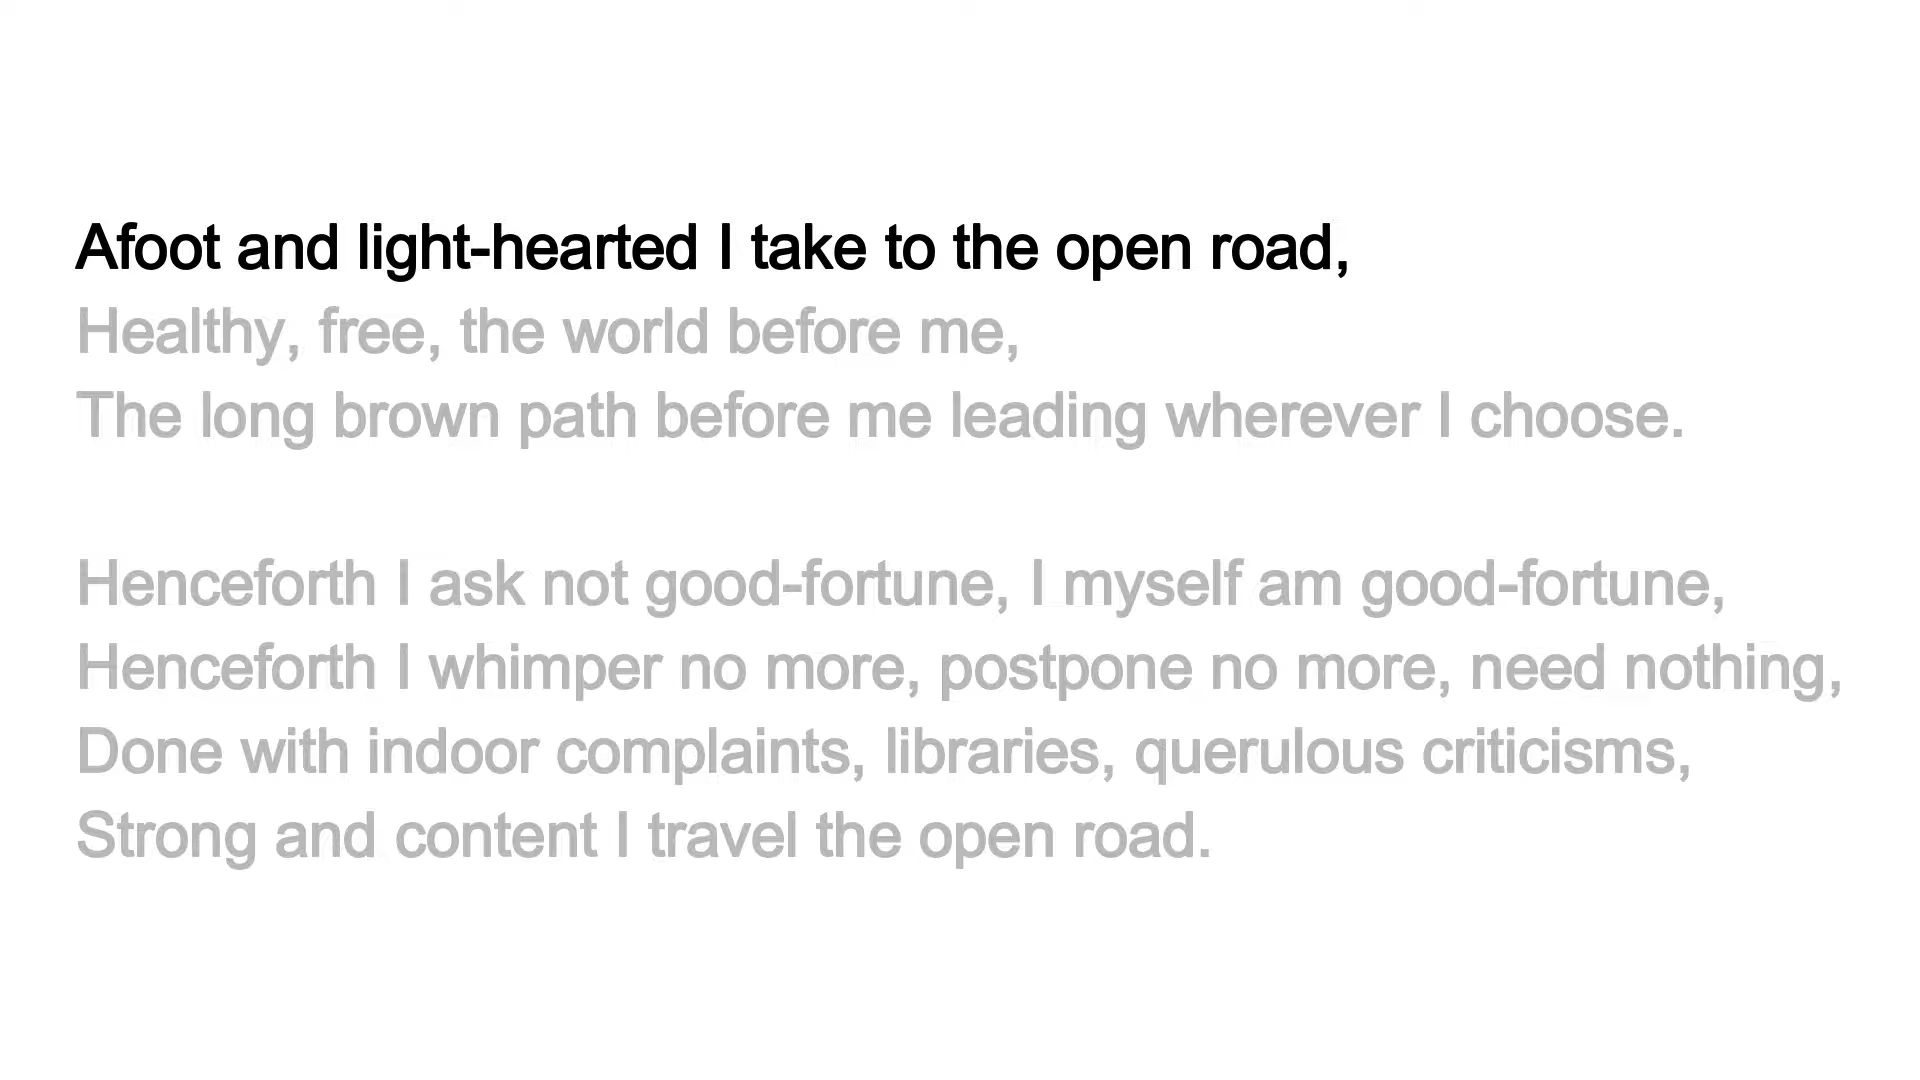 Afoot and light-hearted I take to the open road,
Healthy, free, the world before me,
The long brown path before me leading wherever I choose.
Henceforth I ask not good-fortune, I myself am good-fortune,
Henceforth I whimper no more, postpone no more, need nothing,
Done with indoor complaints, libraries, querulous criticisms,
Strong and content I travel the open road.